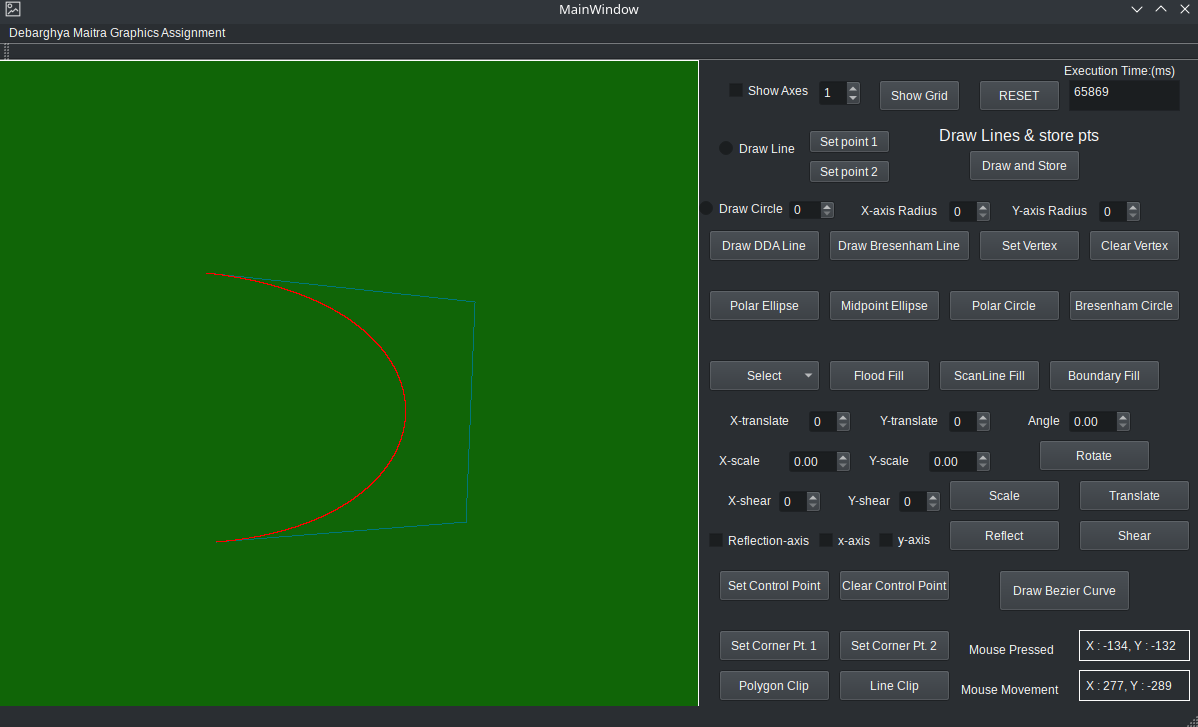 MainWindow
Debarghya Maitra Graphics Assignment
Execution Time:(ms)
Show Axes 1 Show Grid RESET 65869
Draw Lines & store pts
Draw Line Set point 1
Set point 2 Draw and Store
Draw Circle 0 X-axis Radius 0 Y-axis Radius 0
Draw DDA Line Draw Bresenham Line Set Vertex Clear Vertex
Polar Ellipse Midpoint Ellipse Polar Circle Bresenham Circle
Select Flood Fill ScanLine Fill Boundary Fill
X-translate 0 Y-translate 0 Angle 0.00
X-scale 0.00 Y-scale 0.00 Rotate
X-shear 0 Y-shear 0 Scale Translate
Reflection-axis x-axis y-axis Reflect Shear
Set Control Point Clear Control Point Draw Bezier Curve
Set Corner Pt. 1 Set Corner Pt. 2 Mouse Pressed X : -134, Y : -132
Polygon Clip Line Clip Mouse Movement X : 277, Y : -289